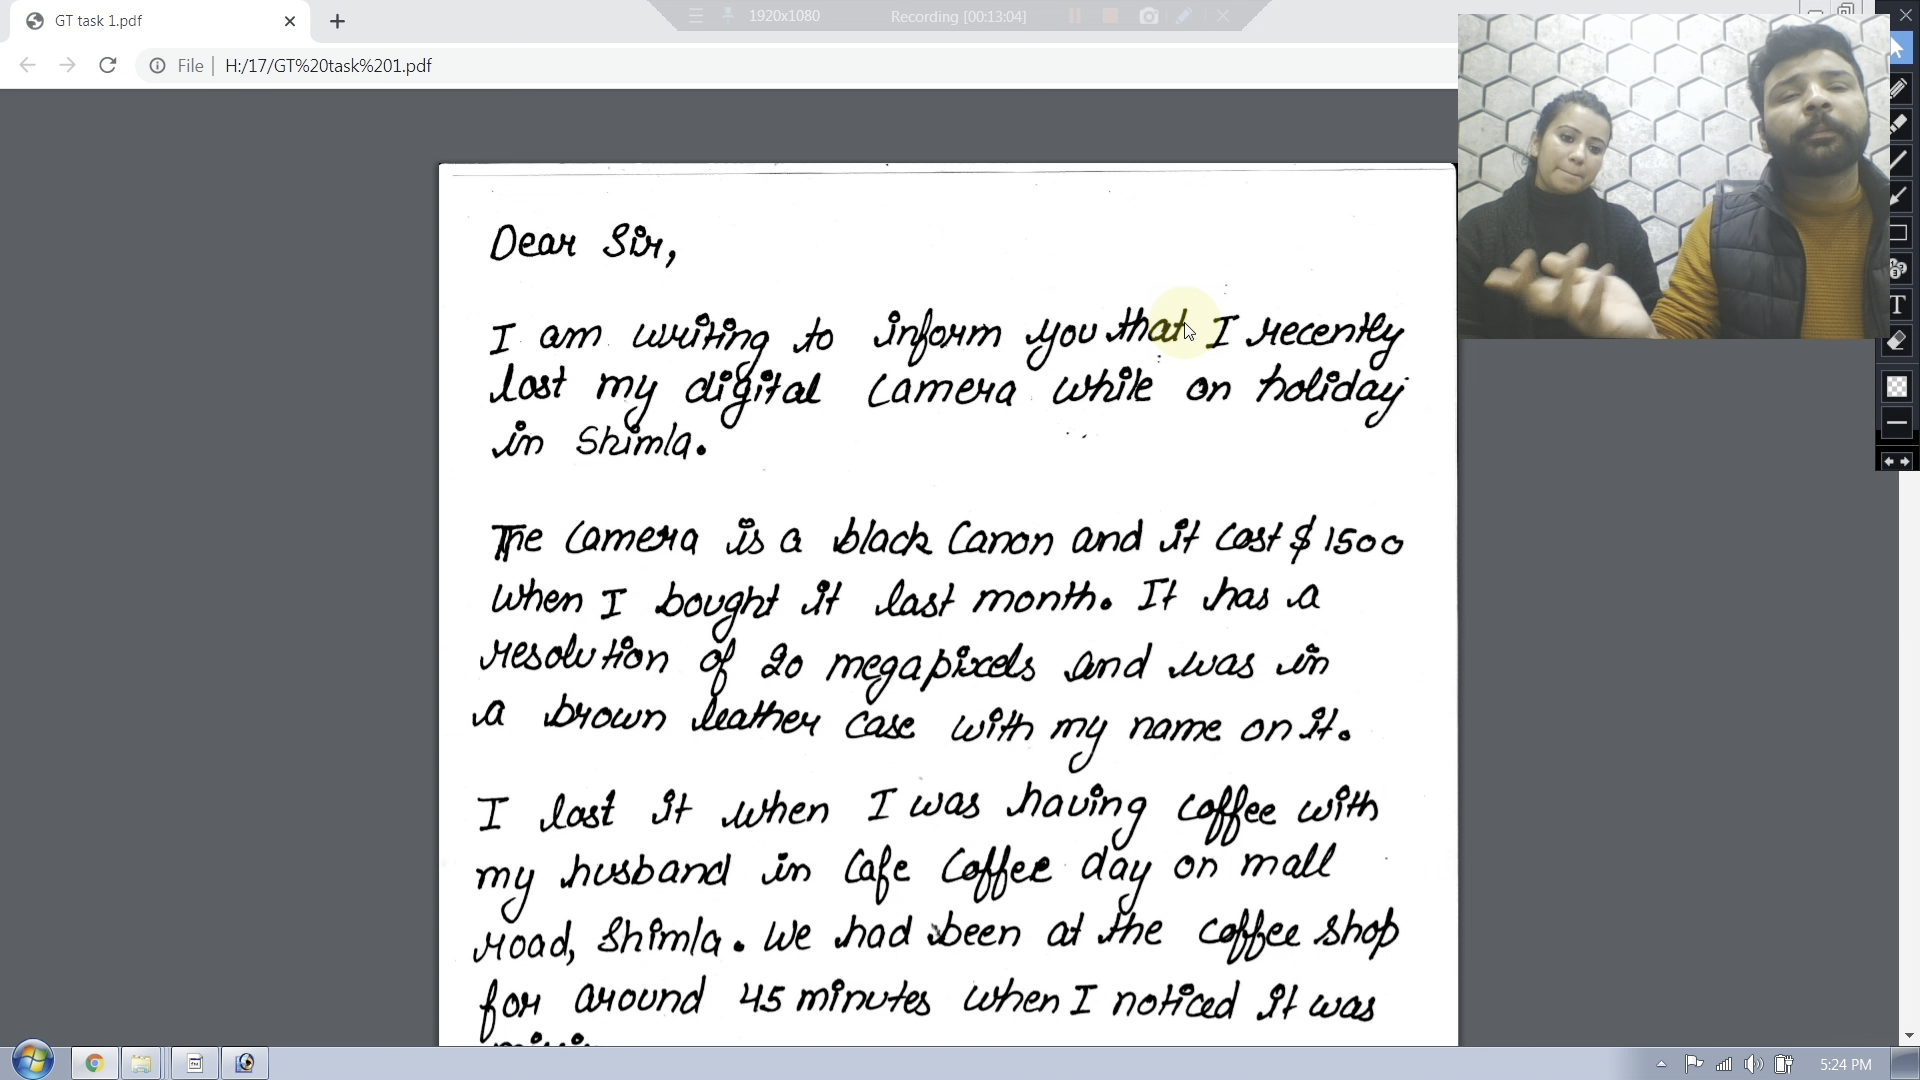 GT task 1.pdf
1920x1080
Recording [00:13:04]
File
H:/17/GT%20task%201.pdf
Dear Sir,
I am writing to inform you that I recently
lost my digital camera while on holiday
in Shimla.
The camera is a black Canon and it cost $1500
when I bought it last month. It has a
resolution of 20 megapixels and was in
a brown leather case with my name on it.
I lost it when I was having coffee with
my husband in Cafe Coffee day on mall
road, Shimla. We had been at the coffee shop
for around 45 minutes when I noticed it was
5:24 PM